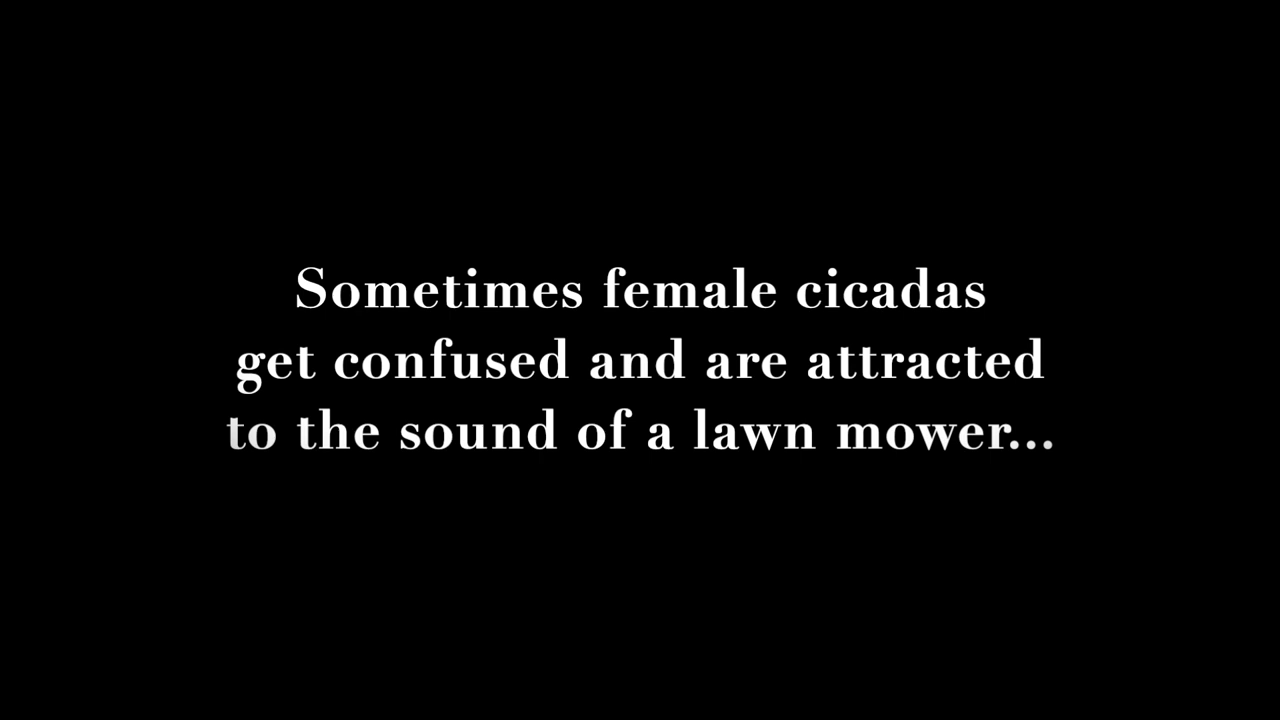 Sometimes female cicadas
get confused and are attracted
to the sound of a lawn mower...